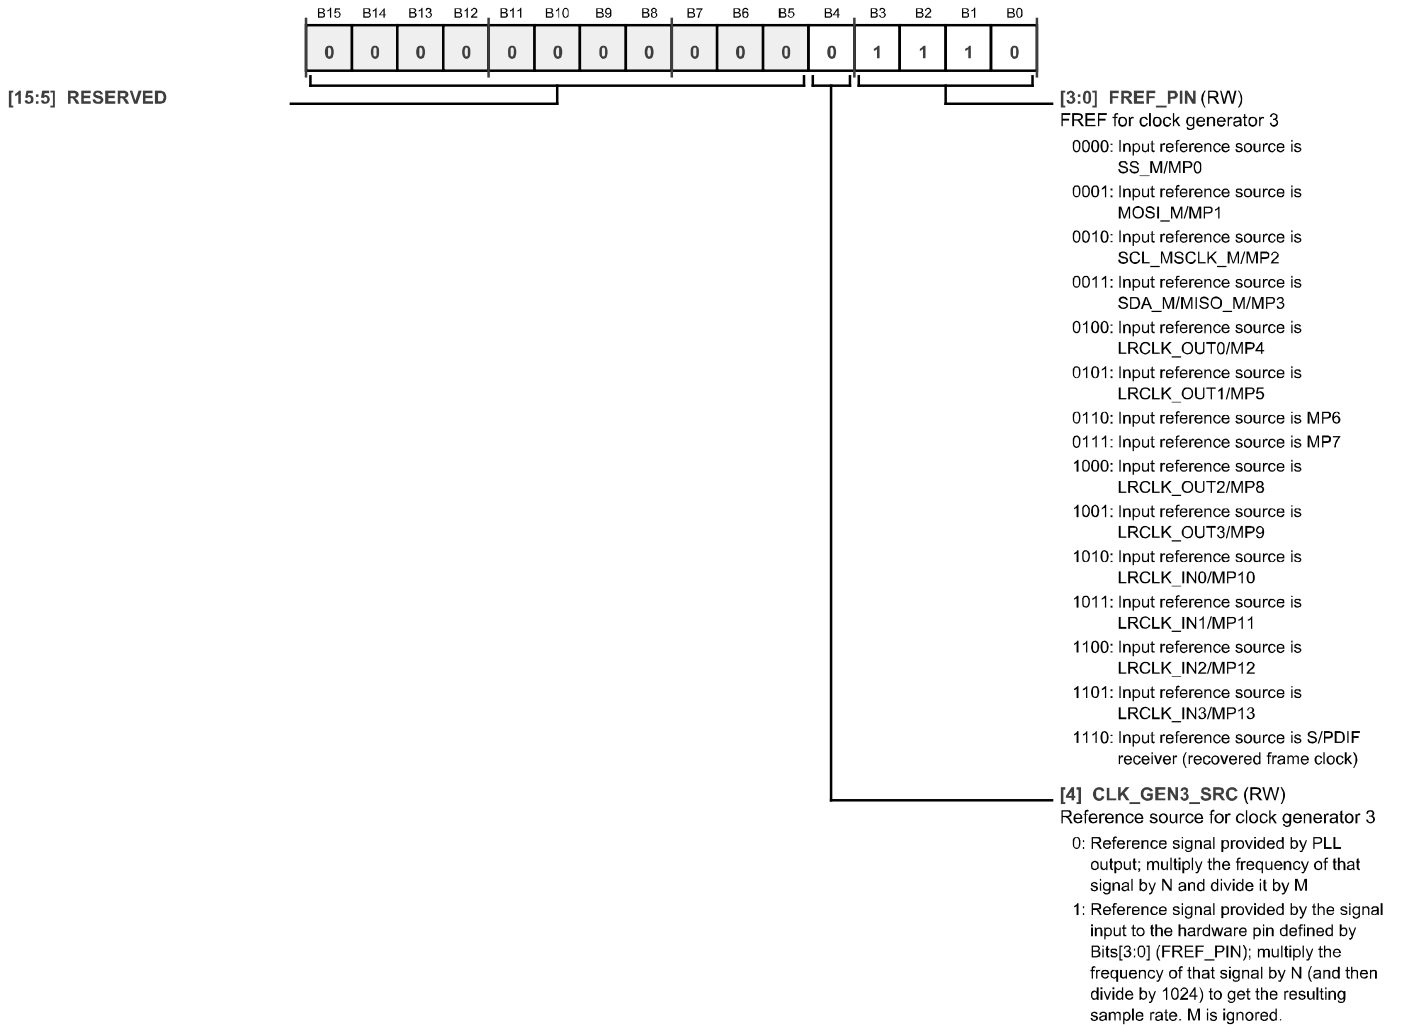 B15 B14 B13 B12 B11 B10 B9 B8 B7 B6 B5 B4 B3 B2 B1 B0
0 0 0 0 0 0 0 0 0 0 0 0 1 1 1 0
[15:5] RESERVED
[3:0] FREF_PIN (RW)
FREF for clock generator 3
0000: Input reference source is
SS_M/MP0
0001: Input reference source is
MOSI_M/MP1
0010: Input reference source is
SCL_MSCLK_M/MP2
0011: Input reference source is
SDA_M/MISO_M/MP3
0100: Input reference source is
LRCLK_OUT0/MP4
0101: Input reference source is
LRCLK_OUT1/MP5
0110: Input reference source is MP6
0111: Input reference source is MP7
1000: Input reference source is
LRCLK_OUT2/MP8
1001: Input reference source is
LRCLK_OUT3/MP9
1010: Input reference source is
LRCLK_IN0/MP10
1011: Input reference source is
LRCLK_IN1/MP11
1100: Input reference source is
LRCLK_IN2/MP12
1101: Input reference source is
LRCLK_IN3/MP13
1110: Input reference source is S/PDIF
receiver (recovered frame clock)
[4] CLK_GEN3_SRC (RW)
Reference source for clock generator 3
0: Reference signal provided by PLL
output; multiply the frequency of that
signal by N and divide it by M
1: Reference signal provided by the signal
input to the hardware pin defined by
Bits[3:0] (FREF_PIN); multiply the
frequency of that signal by N (and then
divide by 1024) to get the resulting
sample rate. M is ignored.